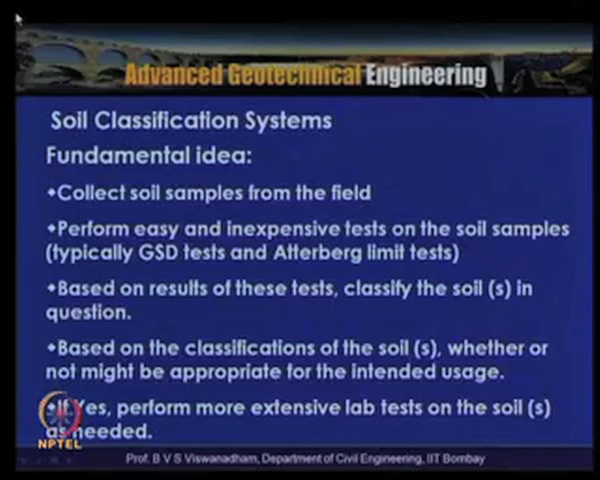 Advanced Geotechnical Engineering
Soil Classification Systems
Fundamental idea:
•Collect soil samples from the field
•Perform easy and inexpensive tests on the soil samples
(typically GSD tests and Atterberg limit tests)
•Based on results of these tests, classify the soil (s) in
question.
•Based on the classifications of the soil (s), whether or
not might be appropriate for the intended usage.
•If Yes, perform more extensive lab tests on the soil (s)
as needed.
NPTEL
Prof. B V S Viswanadham, Department of Civil Engineering, IIT Bombay